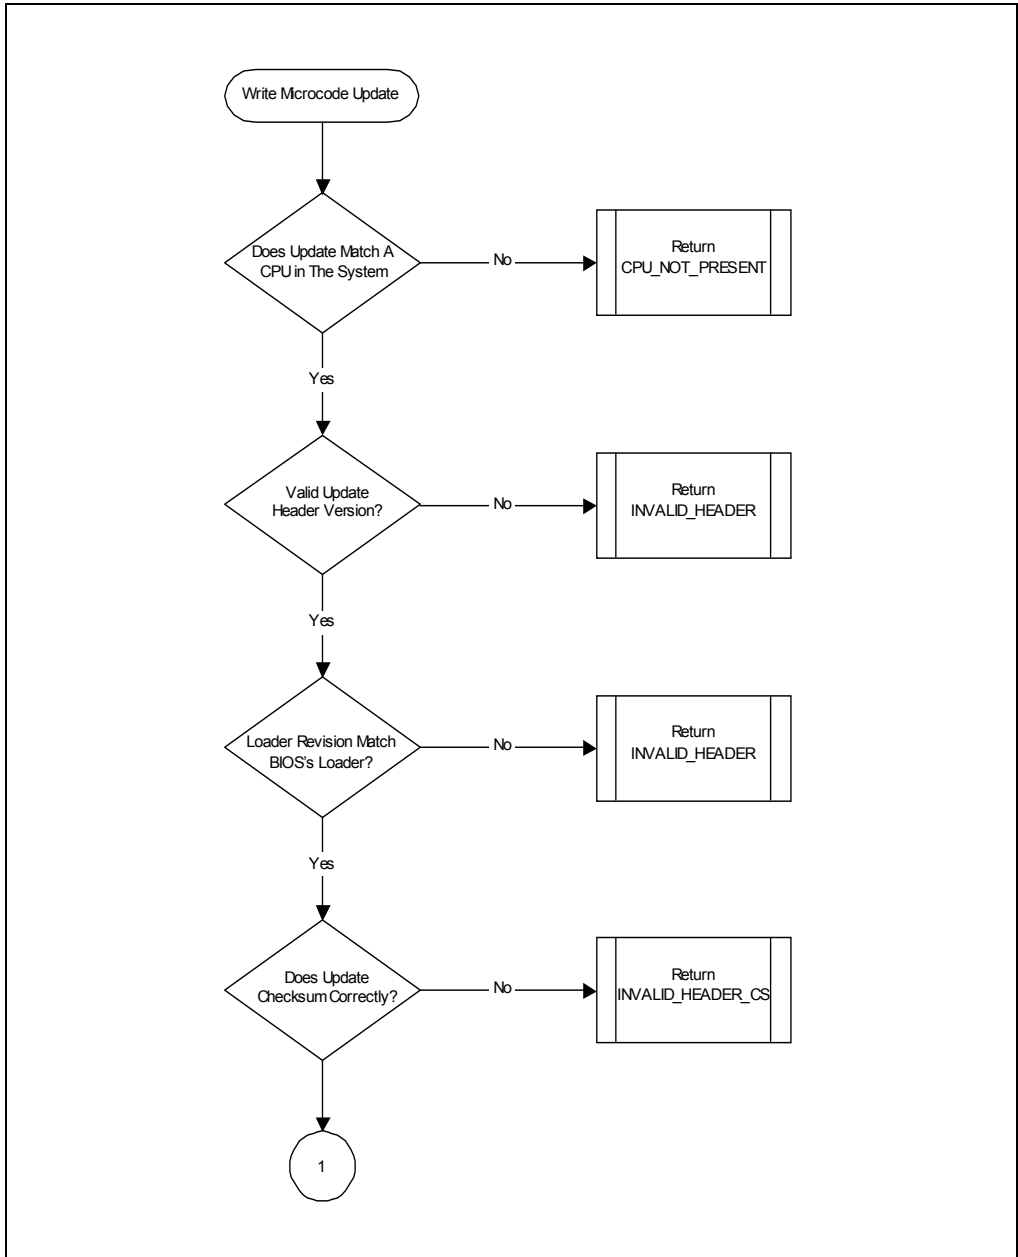 Write Microcode Update
Does Update Match A
CPU in The System
No
Return
CPU_NOT_PRESENT
Yes
Valid Update
Header Version?
No
Return
INVALID_HEADER
Yes
Loader Revision Match
BIOS's Loader?
No
Return
INVALID_HEADER
Yes
Does Update
Checksum Correctly?
No
Return
INVALID_HEADER_CS
1